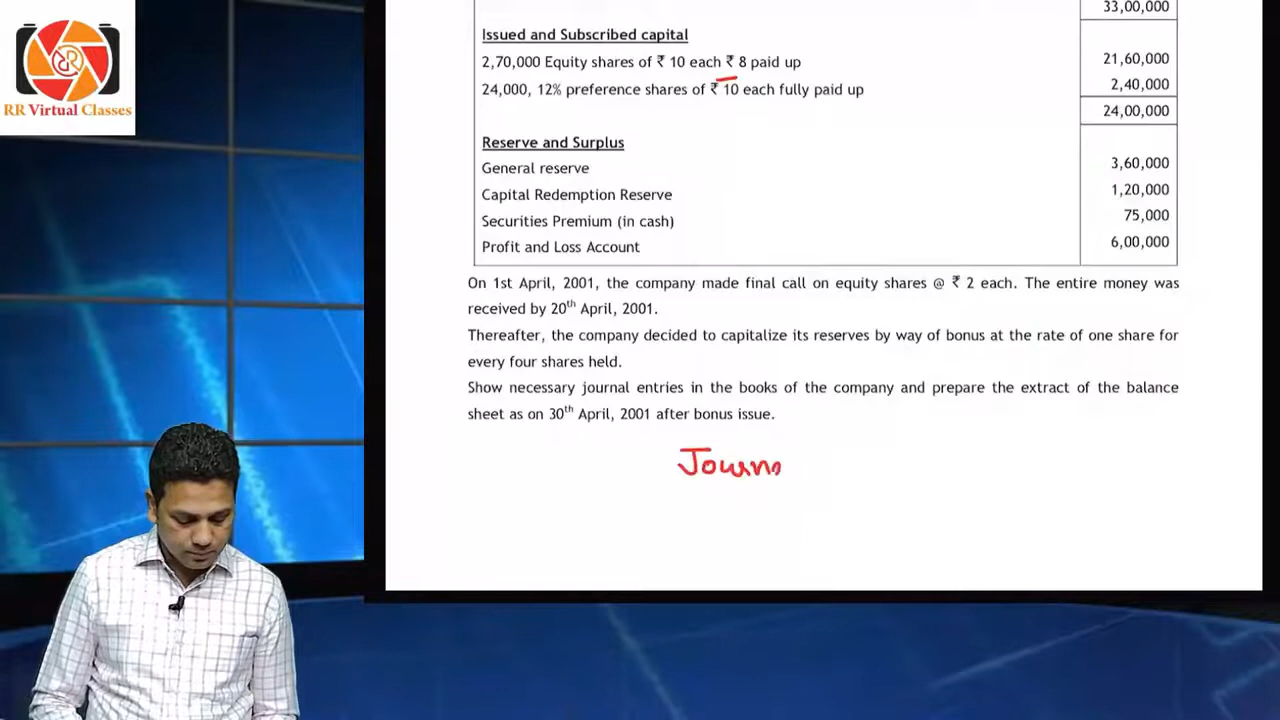 RR Virtual Classes
33,00,000
Issued and Subscribed capital
2,70,000 Equity shares of ₹ 10 each ₹ 8 paid up 21,60,000
24,000, 12% preference shares of ₹ 10 each fully paid up 2,40,000
24,00,000
Reserve and Surplus
General reserve 3,60,000
Capital Redemption Reserve 1,20,000
Securities Premium (in cash) 75,000
Profit and Loss Account 6,00,000
On 1st April, 2001, the company made final call on equity shares @ ₹ 2 each. The entire money was
received by 20th April, 2001.
Thereafter, the company decided to capitalize its reserves by way of bonus at the rate of one share for
every four shares held.
Show necessary journal entries in the books of the company and prepare the extract of the balance
sheet as on 30th April, 2001 after bonus issue.
Journa